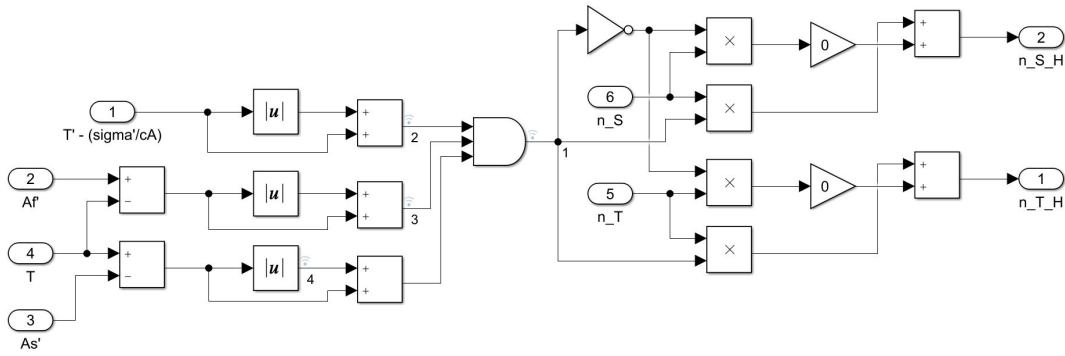 1
T' - (sigma'/cA)
|u|
+
+
2
2
Af'
+
−
|u|
+
+
3
4
T
+
−
|u|
4
+
+
3
As'
1
6
n_S
×
×
0
+
+
2
n_S_H
5
n_T
×
×
0
+
+
1
n_T_H